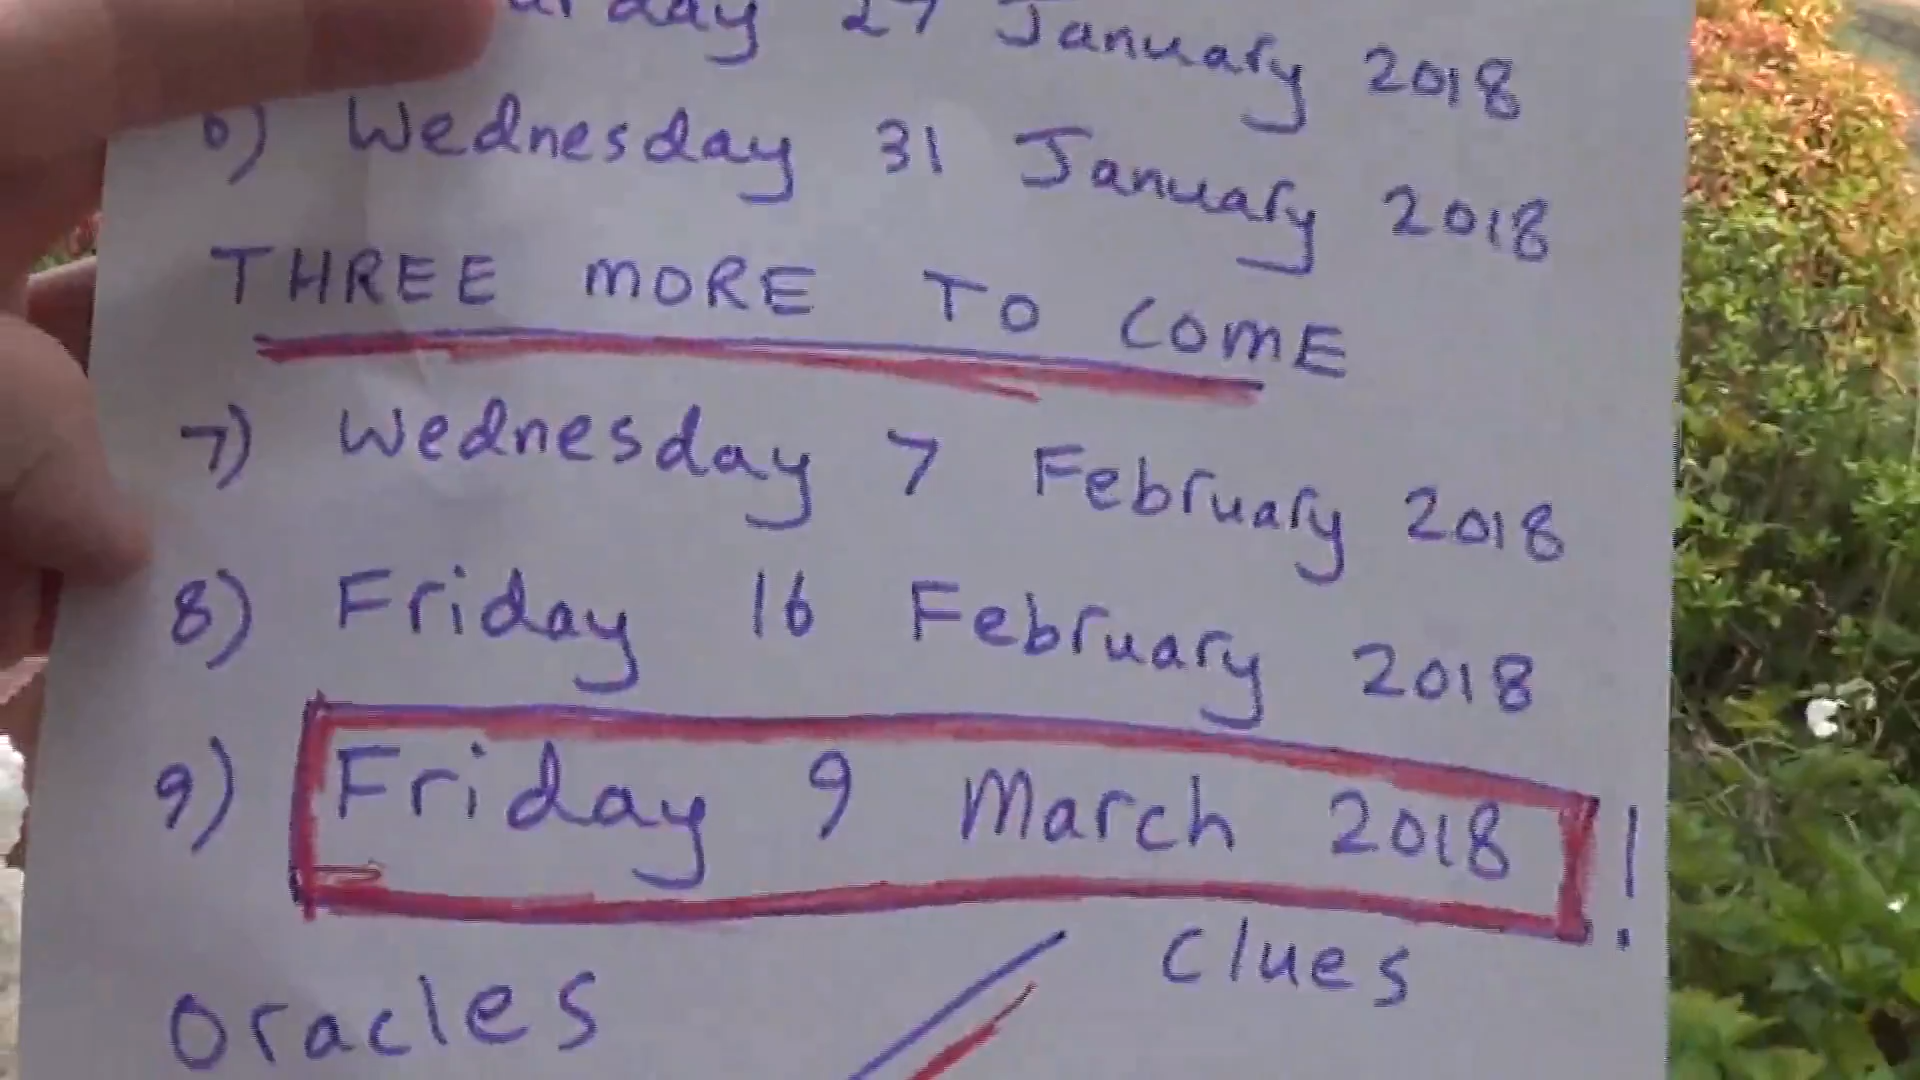 27 January 2018
6) Wednesday 31 January 2018
THREE MORE TO COME
7) Wednesday 7 February 2018
8) Friday 16 February 2018
9) Friday 9 March 2018 !
Oracles / Clues